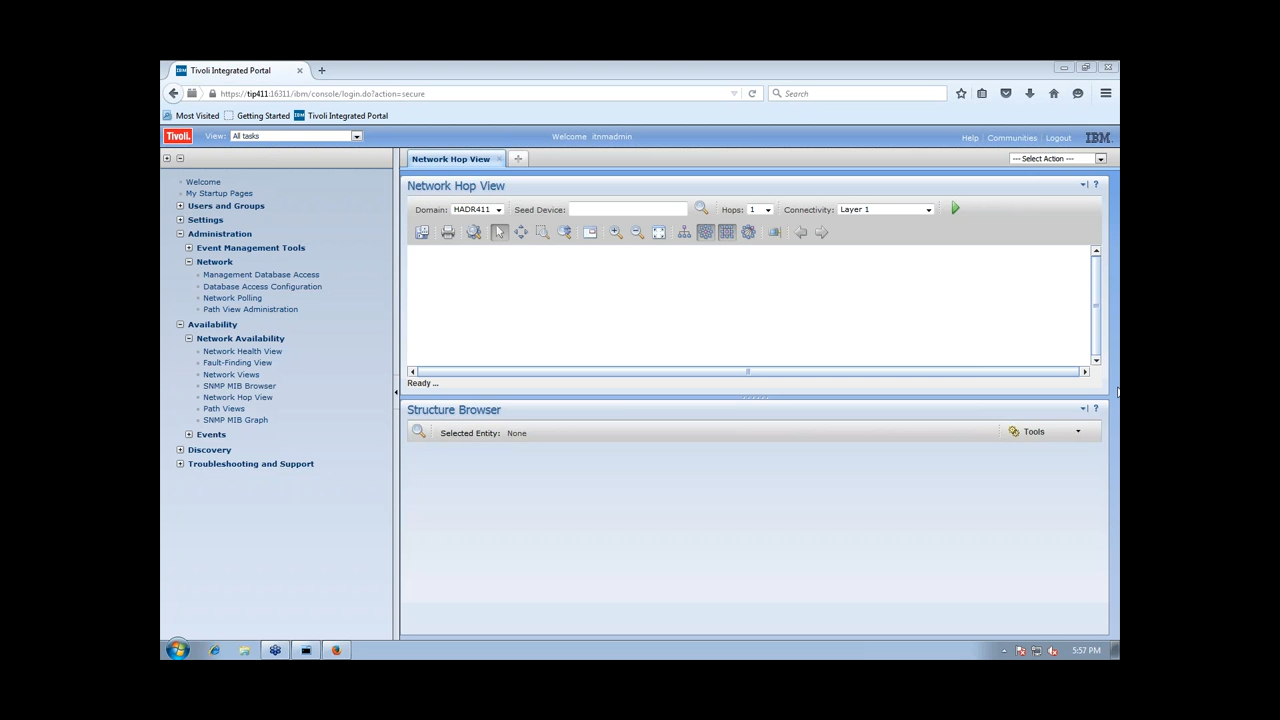 Tivoli Integrated Portal
https://tip411:16311/ibm/console/login.do?action=secure
Search
Most Visited Getting Started Tivoli Integrated Portal
Tivoli. View: All tasks Welcome itnmadmin Help Communities Logout IBM
Network Hop View --- Select Action ---
Welcome
My Startup Pages
Users and Groups
Settings
Administration
Event Management Tools
Network
Management Database Access
Database Access Configuration
Network Polling
Path View Administration
Availability
Network Availability
Network Health View
Fault-Finding View
Network Views
SNMP MIB Browser
Network Hop View
Path Views
SNMP MIB Graph
Events
Discovery
Troubleshooting and Support
Network Hop View
Domain: HADR411 Seed Device: Hops: 1 Connectivity: Layer 1
Ready ...
Structure Browser
Selected Entity: None Tools
5:57 PM